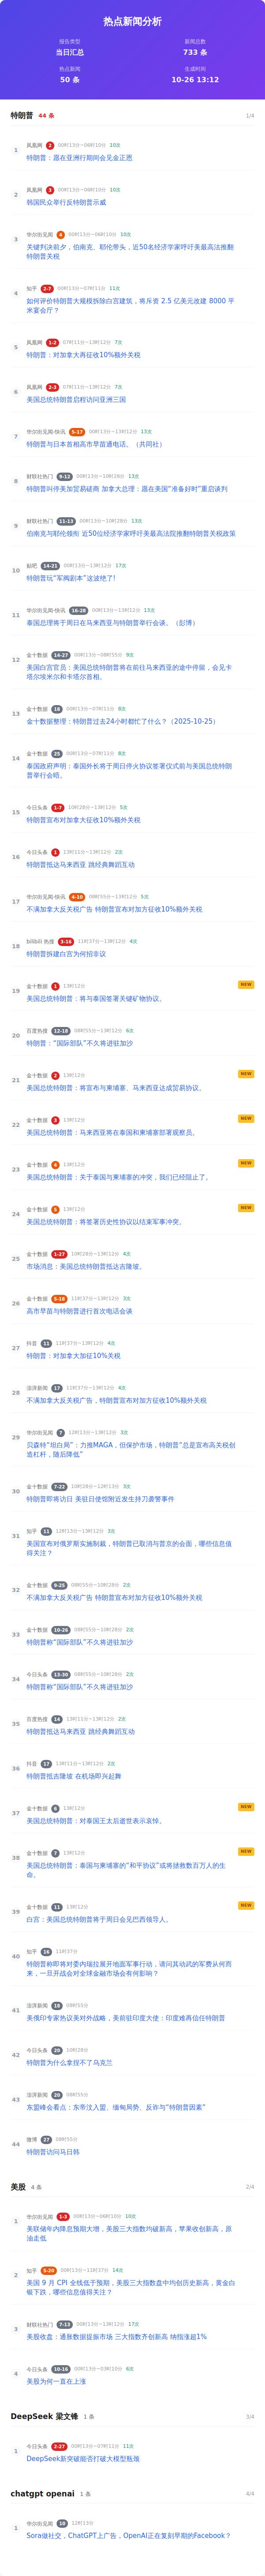 热点新闻分析
报告类型
当日汇总
新闻总数
733 条
热点新闻
50 条
生成时间
10-26 13:12
特朗普 44 条 1/4
1 凤凰网 2 00时13分~06时10分 10次
特朗普：愿在亚洲行期间会见金正恩
2 凤凰网 3 00时13分~06时10分 10次
韩国民众举行反特朗普示威
3 华尔街见闻 4 00时13分~06时10分 10次
关键判决前夕，伯南克、耶伦带头，近50名经济学家呼吁美最高法推翻
特朗普关税
4 知乎 2-7 00时13分~07时11分 11次
如何评价特朗普大规模拆除白宫建筑，将斥资 2.5 亿美元改建 8000 平
米宴会厅？
5 凤凰网 1-2 07时11分~13时12分 7次
特朗普：对加拿大再征收10%额外关税
6 凤凰网 2-3 07时11分~13时12分 7次
美国总统特朗普启程访问亚洲三国
7 华尔街见闻-快讯 5-17 00时13分~13时12分 13次
特朗普与日本首相高市早苗通电话。（共同社）
8 财联社热门 9-12 00时13分~10时28分 13次
特朗普叫停美加贸易磋商 加拿大总理：愿在美国“准备好时”重启谈判
9 财联社热门 11-13 00时13分~10时28分 13次
伯南克与耶伦领衔 近50位经济学家呼吁美最高法院推翻特朗普关税政策
10 贴吧 14-21 00时13分~13时12分 17次
特朗普玩“军阀剧本”这波绝了!
11 华尔街见闻-快讯 16-28 00时13分~13时12分 13次
泰国总理将于周日在马来西亚与特朗普举行会谈。（彭博）
12 金十数据 14-27 00时13分~08时55分 9次
美国白宫官员：美国总统特朗普将在前往马来西亚的途中停留，会见卡
塔尔埃米尔和卡塔尔首相。
13 金十数据 18 00时13分~07时11分 8次
金十数据整理：特朗普过去24小时都忙了什么？（2025-10-25）
14 金十数据 25 00时13分~07时11分 8次
泰国政府声明：泰国外长将于周日停火协议签署仪式前与美国总统特朗
普举行会晤。
15 今日头条 1-7 10时28分~13时12分 5次
特朗普宣布对加拿大征收10%额外关税
16 今日头条 1 13时11分~13时12分 2次
特朗普抵达马来西亚 跳经典舞蹈互动
17 华尔街见闻-快讯 4-18 08时55分~13时12分 5次
不满加拿大反关税广告 特朗普宣布对加方征收10%额外关税
18 bilibili 热搜 3-16 11时37分~13时12分 4次
特朗普拆建白宫为何招非议
19 金十数据 1 13时12分 NEW
美国总统特朗普：将与泰国签署关键矿物协议。
20 百度热搜 12-18 08时55分~13时12分 6次
特朗普：“国际部队”不久将进驻加沙
21 金十数据 2 13时12分 NEW
美国总统特朗普：将宣布与柬埔寨、马来西亚达成贸易协议。
22 金十数据 3 13时12分 NEW
美国总统特朗普：马来西亚将在泰国和柬埔寨部署观察员。
23 金十数据 4 13时12分 NEW
美国总统特朗普：关于泰国与柬埔寨的冲突，我们已经阻止了。
24 金十数据 5 13时12分 NEW
美国总统特朗普：将签署历史性协议以结束军事冲突。
25 金十数据 1-27 10时28分~13时12分 4次
市场消息：美国总统特朗普抵达吉隆坡。
26 金十数据 5-18 11时37分~13时12分 3次
高市早苗与特朗普进行首次电话会谈
27 抖音 11 11时37分~13时12分 4次
特朗普：对加拿大加征10%关税
28 澎湃新闻 17 11时37分~13时12分 4次
不满加拿大反关税广告，特朗普宣布对加方征收10%额外关税
29 华尔街见闻 7 12时13分~13时12分 3次
贝森特“坦白局”：力推MAGA，但保护市场，特朗普“总是宣布高关税创
造杠杆，随后降低”
30 金十数据 7-22 10时28分~12时13分 3次
特朗普即将访日 美驻日使馆附近发生持刀袭警事件
31 知乎 11 12时13分~13时12分 3次
美国宣布对俄罗斯实施制裁，特朗普已取消与普京的会面，哪些信息值
得关注？
32 金十数据 9-25 08时55分~10时28分 2次
不满加拿大反关税广告 特朗普宣布对加方征收10%额外关税
33 金十数据 10-26 08时55分~10时28分 2次
特朗普称“国际部队”不久将进驻加沙
34 今日头条 13-30 08时55分~10时28分 2次
特朗普称“国际部队”不久将进驻加沙
35 百度热搜 14 13时11分~13时12分 2次
特朗普抵达马来西亚 跳经典舞蹈互动
36 抖音 17 13时11分~13时12分 2次
特朗普抵吉隆坡 在机场即兴起舞
37 金十数据 6 13时12分 NEW
美国总统特朗普：对泰国王太后逝世表示哀悼。
38 金十数据 7 13时12分 NEW
美国总统特朗普：泰国与柬埔寨的“和平协议”或将拯救数百万人的生
命。
39 金十数据 11 13时12分 NEW
白宫：美国总统特朗普将于周日会见巴西领导人。
40 知乎 16 11时37分
特朗普称即将对委内瑞拉展开地面军事行动，请问其动武的军费从何而
来，一旦开战会对全球金融市场会有何影响？
41 澎湃新闻 18 08时55分
美俄印专家热议美对外战略，美前驻印度大使：印度难再信任特朗普
42 今日头条 20 10时28分
特朗普为什么拿捏不了乌克兰
43 澎湃新闻 20 08时55分
东盟峰会看点：东帝汶入盟、缅甸局势、反诈与“特朗普因素”
44 微博 27 08时55分
特朗普访问马日韩
美股 4 条 2/4
1 华尔街见闻 1-3 00时13分~06时10分 10次
美联储年内降息预期大增，美股三大指数均破新高，苹果收创新高，原
油走低
2 知乎 5-20 00时13分~11时37分 14次
美国 9 月 CPI 全线低于预期，美股三大指数盘中均创历史新高，黄金白
银下跌，哪些信息值得关注？
3 财联社热门 7-13 00时13分~13时12分 17次
美股收盘：通胀数据提振市场 三大指数齐创新高 纳指涨超1%
4 今日头条 10-16 00时13分~03时10分 6次
美股为何一直在上涨
DeepSeek 梁文锋 1 条 3/4
1 今日头条 2-27 00时13分~07时11分 11次
DeepSeek新突破能否打破大模型瓶颈
chatgpt openai 1 条 4/4
1 华尔街见闻 10 12时13分
Sora做社交，ChatGPT上广告，OpenAI正在复刻早期的Facebook？